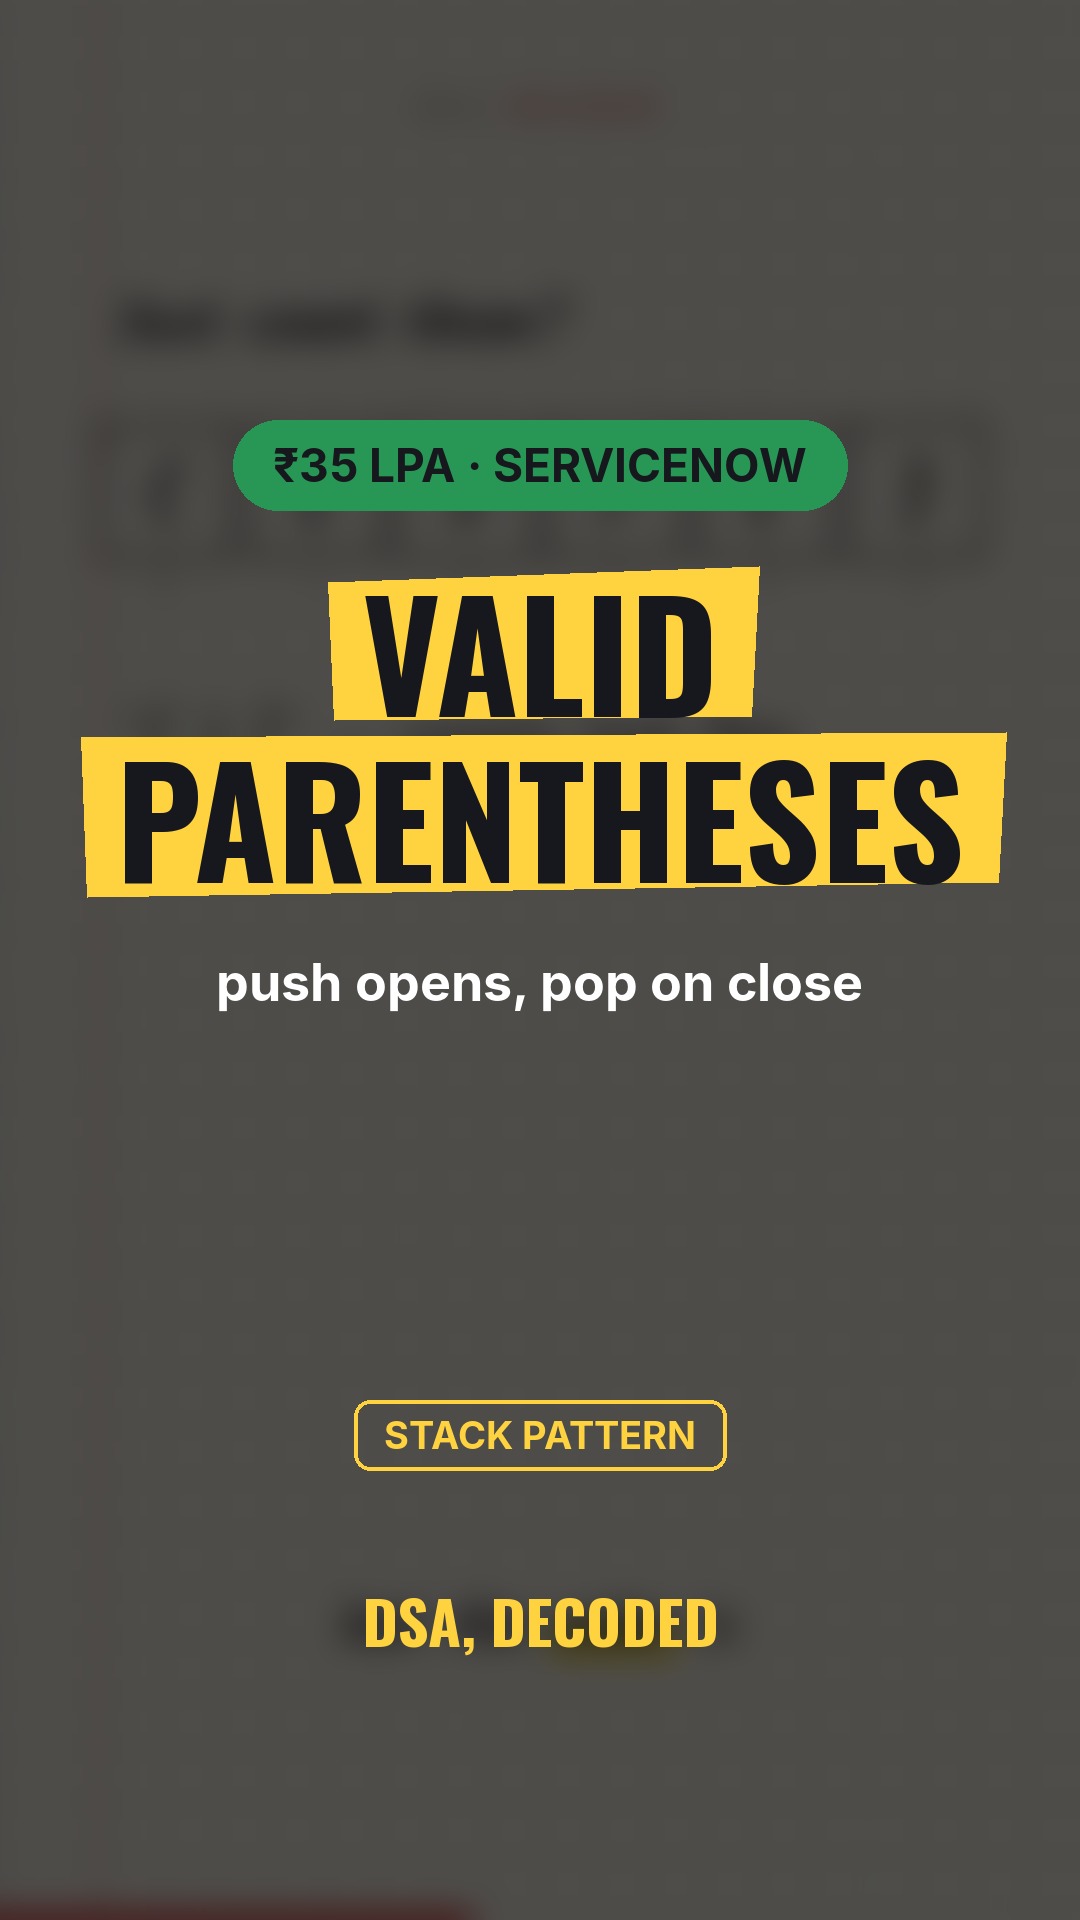 ₹35 LPA · SERVICENOW
VALID
PARENTHESES
push opens, pop on close
STACK PATTERN
DSA, DECODED